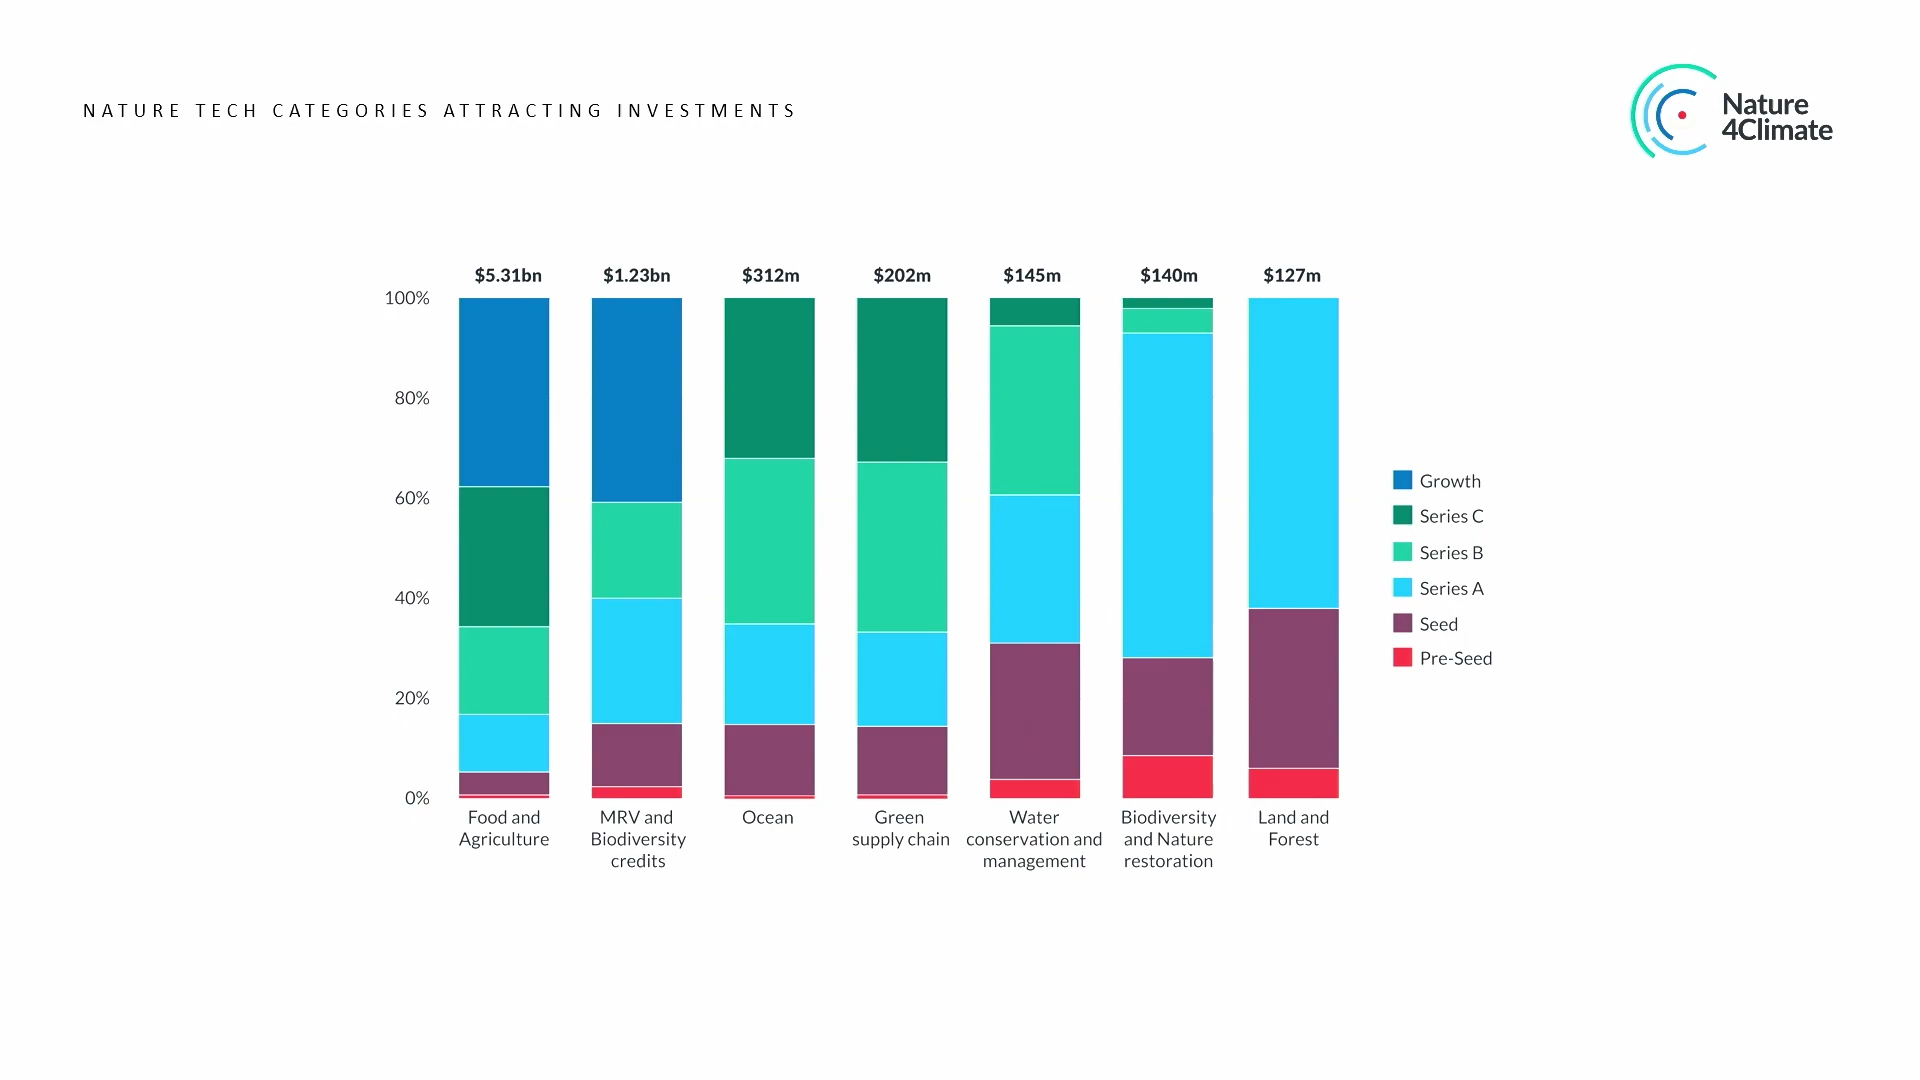 NATURE TECH CATEGORIES ATTRACTING INVESTMENTS
Nature
4Climate
$5.31bn
$1.23bn
$312m
$202m
$145m
$140m
$127m
100%
80%
60%
40%
20%
0%
Food and
Agriculture
MRV and
Biodiversity
credits
Ocean
Green
supply chain
Water
conservation and
management
Biodiversity
and Nature
restoration
Land and
Forest
Growth
Series C
Series B
Series A
Seed
Pre-Seed